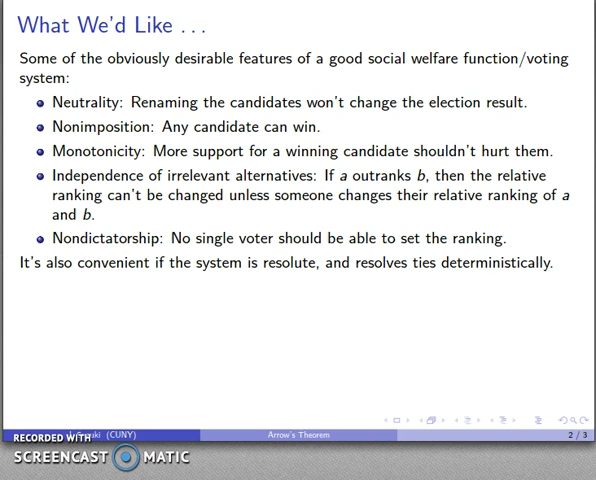 What We'd Like ...
Some of the obviously desirable features of a good social welfare function/voting
system:
Neutrality: Renaming the candidates won't change the election result.
Nonimposition: Any candidate can win.
Monotonicity: More support for a winning candidate shouldn't hurt them.
Independence of irrelevant alternatives: If a outranks b, then the relative
ranking can't be changed unless someone changes their relative ranking of a
and b.
Nondictatorship: No single voter should be able to set the ranking.
It's also convenient if the system is resolute, and resolves ties deterministically.
(CUNY)
Arrow's Theorem
2 / 3
RECORDED WITH
SCREENCAST MATIC